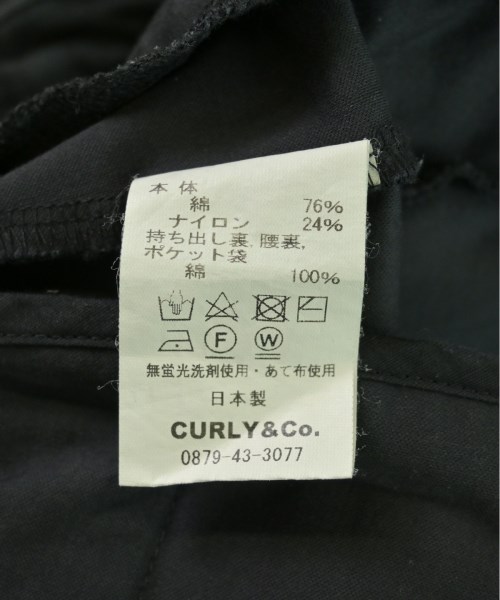 本体
綿 76%
ナイロン 24%
持ち出し裏,腰裏,
ポケット袋
綿 100%
F W
無蛍光洗剤使用・あて布使用
日本製
CURLY&Co.
0879-43-3077